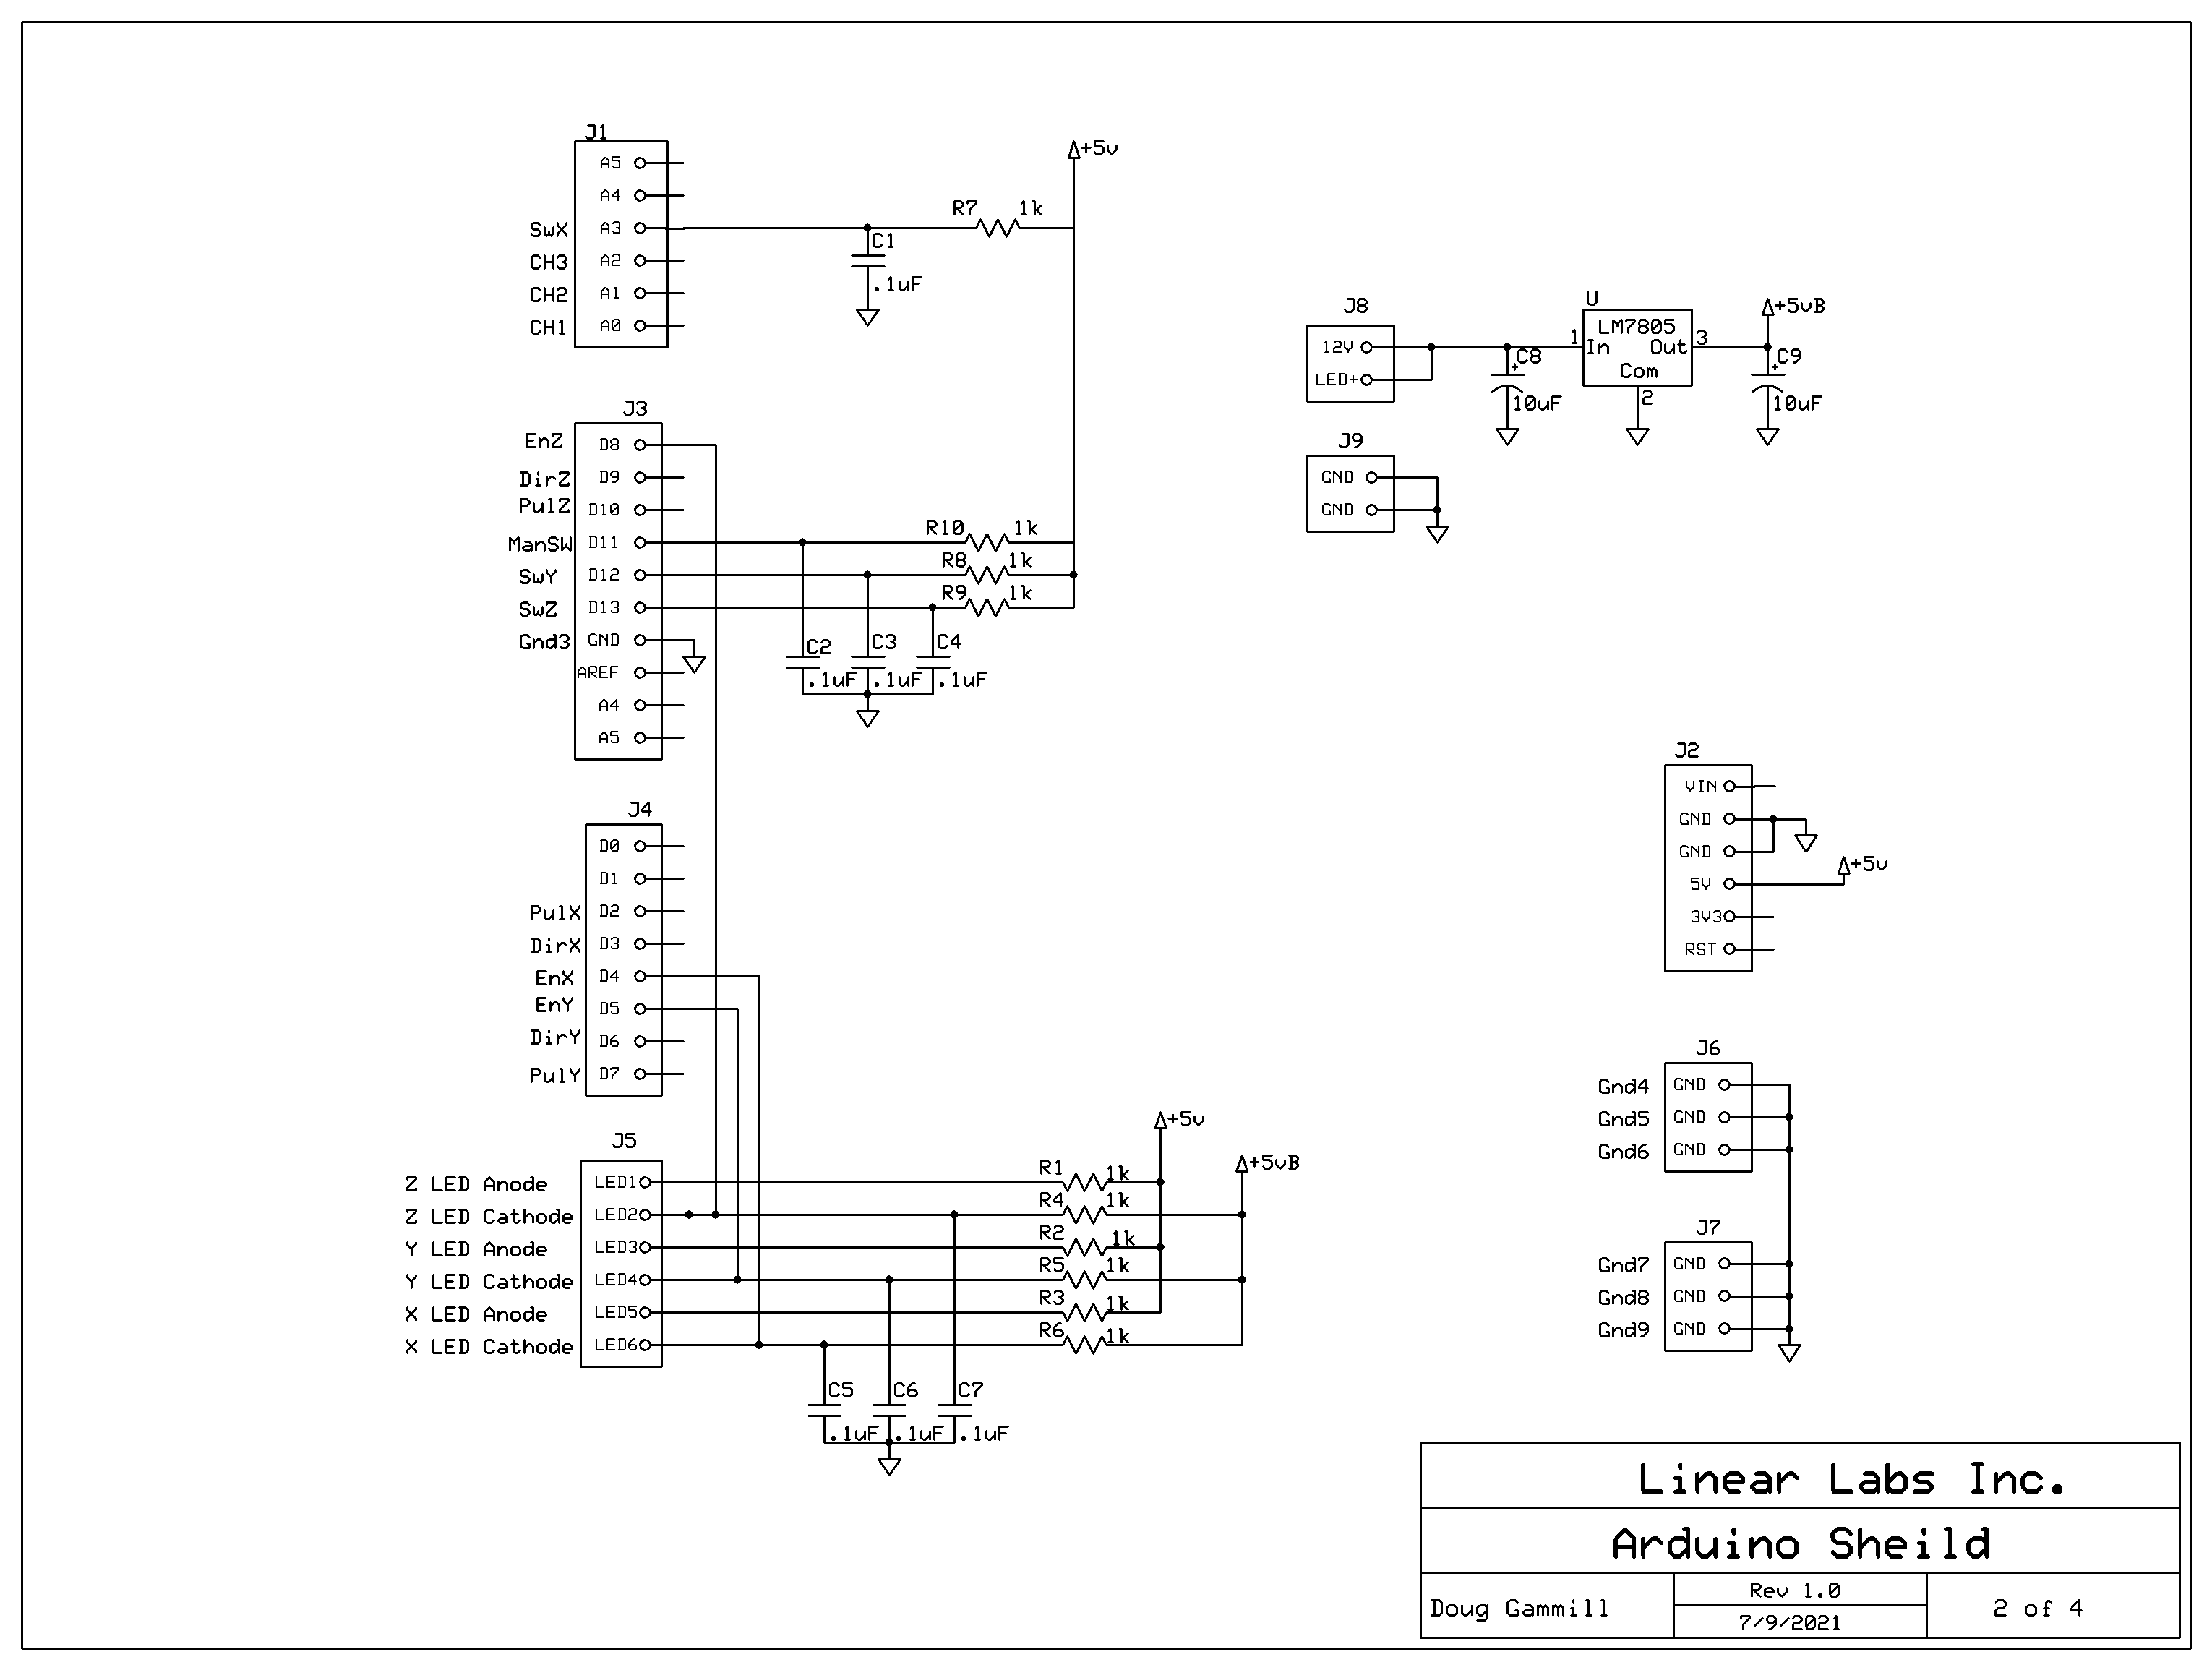 J1
A5
A4
SwX A3
CH3 A2
CH2 A1
CH1 A0
+5v
R7 1k
C1
.1uF
J3
EnZ D8
DirZ D9
PulZ D10
ManSW D11
SwY D12
SwZ D13
Gnd3 GND
AREF
A4
A5
R10 1k
R8 1k
R9 1k
C2 C3 C4
.1uF .1uF .1uF
J8
12V
LED+
U
LM7805
1 In Out 3
Com
2
+5vB
C8
10uF
C9
10uF
J9
GND
GND
J4
D0
D1
PulX D2
DirX D3
EnX D4
EnY D5
DirY D6
PulY D7
J2
VIN
GND
GND
5V
3V3
RST
+5v
J5
Z LED Anode LED1
Z LED Cathode LED2
Y LED Anode LED3
Y LED Cathode LED4
X LED Anode LED5
X LED Cathode LED6
+5v
+5vB
R1 1k
R4 1k
R2 1k
R5 1k
R3 1k
R6 1k
C5 C6 C7
.1uF .1uF .1uF
J6
Gnd4 GND
Gnd5 GND
Gnd6 GND
J7
Gnd7 GND
Gnd8 GND
Gnd9 GND
Linear Labs Inc.
Arduino Sheild
Doug Gammill
Rev 1.0
7/9/2021
2 of 4